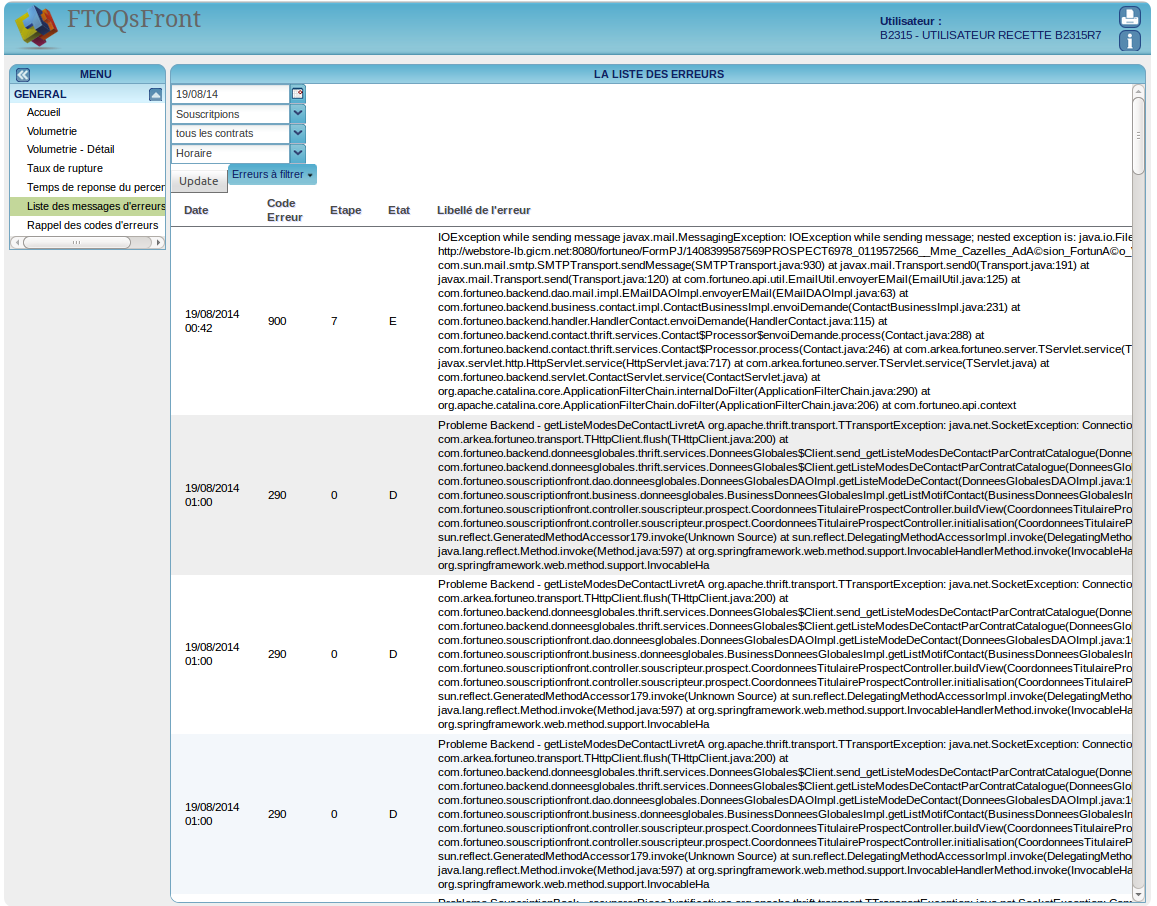 FTOQsFront
Utilisateur :
B2315 - UTILISATEUR RECETTE B2315R7
MENU
GENERAL
Accueil
Volumetrie
Volumetrie - Détail
Taux de rupture
Temps de reponse du percen
Liste des messages d'erreurs
Rappel des codes d'erreurs
LA LISTE DES ERREURS
19/08/14
Souscritpions
tous les contrats
Horaire
Update
Erreurs à filtrer
Date Code Erreur Etape Etat Libellé de l'erreur
19/08/2014 00:42 900 7 E
IOException while sending message javax.mail.MessagingException: IOException while sending message; nested exception is: java.io.File
http://webstore-lb.gicm.net:8080/fortuneo/FormPJ/1408399587569PROSPECT6978_0119572566__Mme_Cazelles_AdÃ©sion_FortunÃ©o_
com.sun.mail.smtp.SMTPTransport.sendMessage(SMTPTransport.java:930) at javax.mail.Transport.send0(Transport.java:191) at
javax.mail.Transport.send(Transport.java:120) at com.fortuneo.api.util.EmailUtil.envoyerEMail(EmailUtil.java:125) at
com.fortuneo.backend.dao.mail.impl.EMailDAOImpl.envoyerEMail(EMailDAOImpl.java:63) at
com.fortuneo.backend.business.contact.impl.ContactBusinessImpl.envoiDemande(ContactBusinessImpl.java:231) at
com.fortuneo.backend.handler.HandlerContact.envoiDemande(HandlerContact.java:115) at
com.fortuneo.backend.contact.thrift.services.Contact$Processor$envoiDemande.process(Contact.java:288) at
com.fortuneo.backend.contact.thrift.services.Contact$Processor.process(Contact.java:246) at com.arkea.fortuneo.server.TServlet.service(T
javax.servlet.http.HttpServlet.service(HttpServlet.java:717) at com.arkea.fortuneo.server.TServlet.service(TServlet.java) at
com.fortuneo.backend.servlet.ContactServlet.service(ContactServlet.java) at
org.apache.catalina.core.ApplicationFilterChain.internalDoFilter(ApplicationFilterChain.java:290) at
org.apache.catalina.core.ApplicationFilterChain.doFilter(ApplicationFilterChain.java:206) at com.fortuneo.api.context
19/08/2014 01:00 290 0 D
Probleme Backend - getListeModesDeContactLivretA org.apache.thrift.transport.TTransportException: java.net.SocketException: Connectio
com.arkea.fortuneo.transport.THttpClient.flush(THttpClient.java:200) at
com.fortuneo.backend.donneesglobales.thrift.services.DonneesGlobales$Client.send_getListeModesDeContactParContratCatalogue(Donne
com.fortuneo.backend.donneesglobales.thrift.services.DonneesGlobales$Client.getListeModesDeContactParContratCatalogue(DonneesGlo
com.fortuneo.souscriptionfront.dao.donneesglobales.DonneesGlobalesDAOImpl.getListeModeDeContact(DonneesGlobalesDAOImpl.java:1
com.fortuneo.souscriptionfront.business.donneesglobales.BusinessDonneesGlobalesImpl.getListMotifContact(BusinessDonneesGlobalesIm
com.fortuneo.souscriptionfront.controller.souscripteur.prospect.CoordonneesTitulaireProspectController.buildView(CoordonneesTitulairePro
com.fortuneo.souscriptionfront.controller.souscripteur.prospect.CoordonneesTitulaireProspectController.initialisation(CoordonneesTitulaireP
sun.reflect.GeneratedMethodAccessor179.invoke(Unknown Source) at sun.reflect.DelegatingMethodAccessorImpl.invoke(DelegatingMetho
java.lang.reflect.Method.invoke(Method.java:597) at org.springframework.web.method.support.InvocableHandlerMethod.invoke(InvocableHa
org.springframework.web.method.support.InvocableHa
19/08/2014 01:00 290 0 D
Probleme Backend - getListeModesDeContactLivretA org.apache.thrift.transport.TTransportException: java.net.SocketException: Connectio
com.arkea.fortuneo.transport.THttpClient.flush(THttpClient.java:200) at
com.fortuneo.backend.donneesglobales.thrift.services.DonneesGlobales$Client.send_getListeModesDeContactParContratCatalogue(Donne
com.fortuneo.backend.donneesglobales.thrift.services.DonneesGlobales$Client.getListeModesDeContactParContratCatalogue(DonneesGlo
com.fortuneo.souscriptionfront.dao.donneesglobales.DonneesGlobalesDAOImpl.getListeModeDeContact(DonneesGlobalesDAOImpl.java:1
com.fortuneo.souscriptionfront.business.donneesglobales.BusinessDonneesGlobalesImpl.getListMotifContact(BusinessDonneesGlobalesIm
com.fortuneo.souscriptionfront.controller.souscripteur.prospect.CoordonneesTitulaireProspectController.buildView(CoordonneesTitulairePro
com.fortuneo.souscriptionfront.controller.souscripteur.prospect.CoordonneesTitulaireProspectController.initialisation(CoordonneesTitulaireP
sun.reflect.GeneratedMethodAccessor179.invoke(Unknown Source) at sun.reflect.DelegatingMethodAccessorImpl.invoke(DelegatingMetho
java.lang.reflect.Method.invoke(Method.java:597) at org.springframework.web.method.support.InvocableHandlerMethod.invoke(InvocableHa
org.springframework.web.method.support.InvocableHa
19/08/2014 01:00 290 0 D
Probleme Backend - getListeModesDeContactLivretA org.apache.thrift.transport.TTransportException: java.net.SocketException: Connectio
com.arkea.fortuneo.transport.THttpClient.flush(THttpClient.java:200) at
com.fortuneo.backend.donneesglobales.thrift.services.DonneesGlobales$Client.send_getListeModesDeContactParContratCatalogue(Donne
com.fortuneo.backend.donneesglobales.thrift.services.DonneesGlobales$Client.getListeModesDeContactParContratCatalogue(DonneesGlo
com.fortuneo.souscriptionfront.dao.donneesglobales.DonneesGlobalesDAOImpl.getListeModeDeContact(DonneesGlobalesDAOImpl.java:1
com.fortuneo.souscriptionfront.business.donneesglobales.BusinessDonneesGlobalesImpl.getListMotifContact(BusinessDonneesGlobalesIm
com.fortuneo.souscriptionfront.controller.souscripteur.prospect.CoordonneesTitulaireProspectController.buildView(CoordonneesTitulairePro
com.fortuneo.souscriptionfront.controller.souscripteur.prospect.CoordonneesTitulaireProspectController.initialisation(CoordonneesTitulaireP
sun.reflect.GeneratedMethodAccessor179.invoke(Unknown Source) at sun.reflect.DelegatingMethodAccessorImpl.invoke(DelegatingMetho
java.lang.reflect.Method.invoke(Method.java:597) at org.springframework.web.method.support.InvocableHandlerMethod.invoke(InvocableHa
org.springframework.web.method.support.InvocableHa